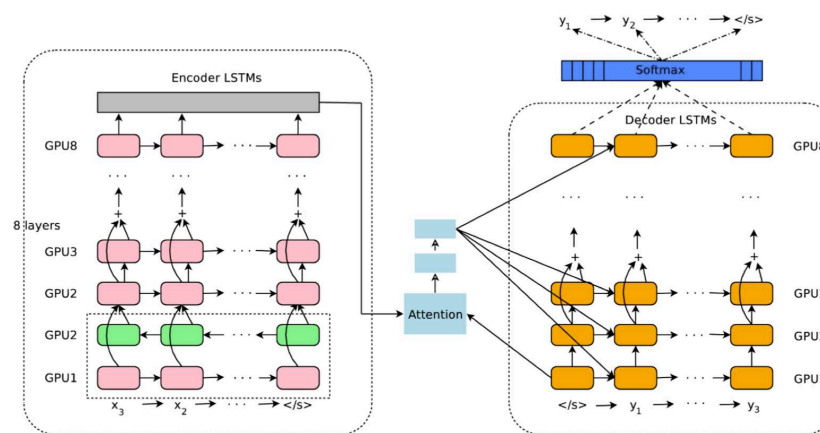 y1 y2 · · · </s>
Softmax
Encoder LSTMs
Decoder LSTMs
GPU8
8 layers
GPU3
GPU2
GPU2
GPU1
Attention
x3 x2 · · · </s>
</s> y1 · · · y3